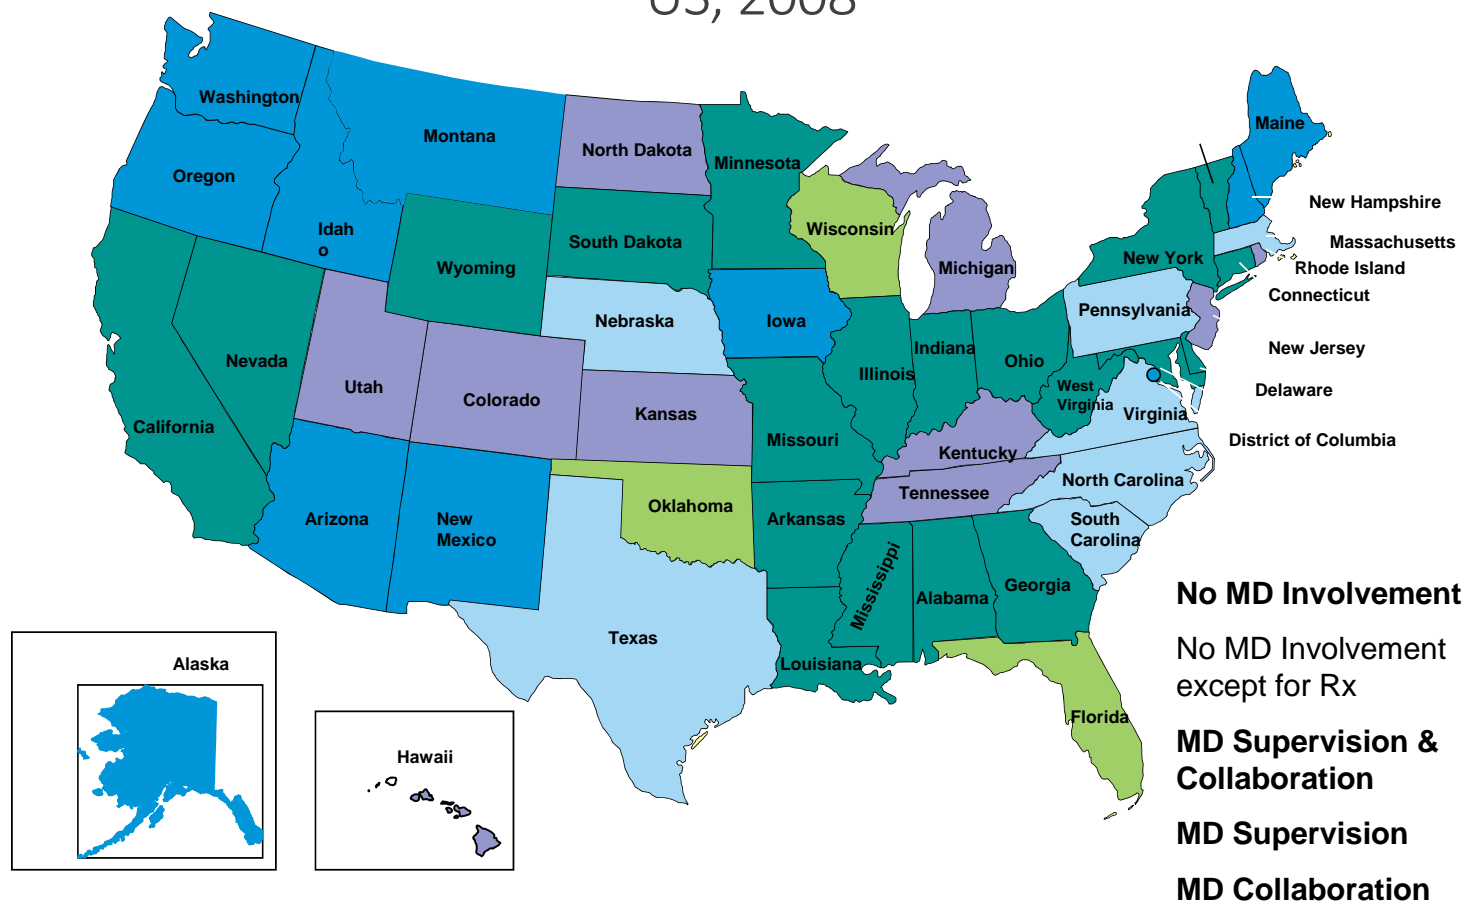 US, 2008
Washington
Montana
North Dakota
Minnesota
Maine
Oregon
Idah
o
Wisconsin
South Dakota
Wyoming
Michigan
New York
New Hampshire
Massachusetts
Rhode Island
Connecticut
Nebraska
Iowa
Pennsylvania
New Jersey
Nevada
Utah
Colorado
Kansas
Illinois
Indiana
Ohio
West
Virginia
Virginia
Delaware
District of Columbia
California
Missouri
Kentucky
North Carolina
Tennessee
South
Carolina
Arizona
New
Mexico
Oklahoma
Arkansas
Mississippi
Alabama
Georgia
Texas
Louisiana
Florida
Alaska
Hawaii
No MD Involvement
No MD Involvement
except for Rx
MD Supervision &
Collaboration
MD Supervision
MD Collaboration